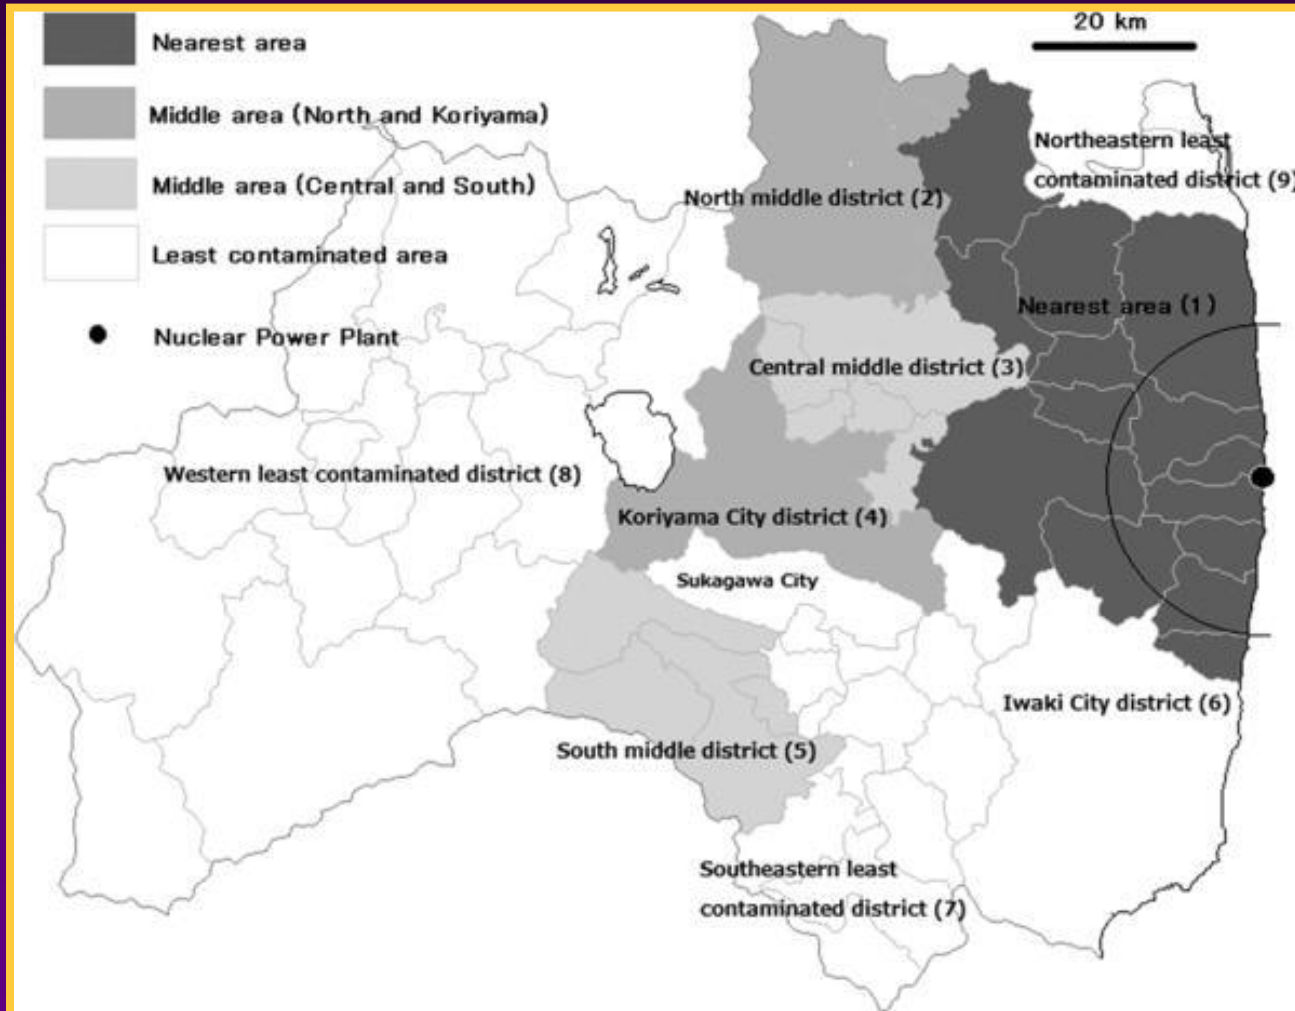 Nearest area
Middle area (North and Koriyama)
Middle area (Central and South)
Least contaminated area
Nuclear Power Plant
20 km
Northeastern least
contaminated district (9)
North middle district (2)
Nearest area (1)
Central middle district (3)
Western least contaminated district (8)
Koriyama City district (4)
Sukagawa City
Iwaki City district (6)
South middle district (5)
Southeastern least
contaminated district (7)